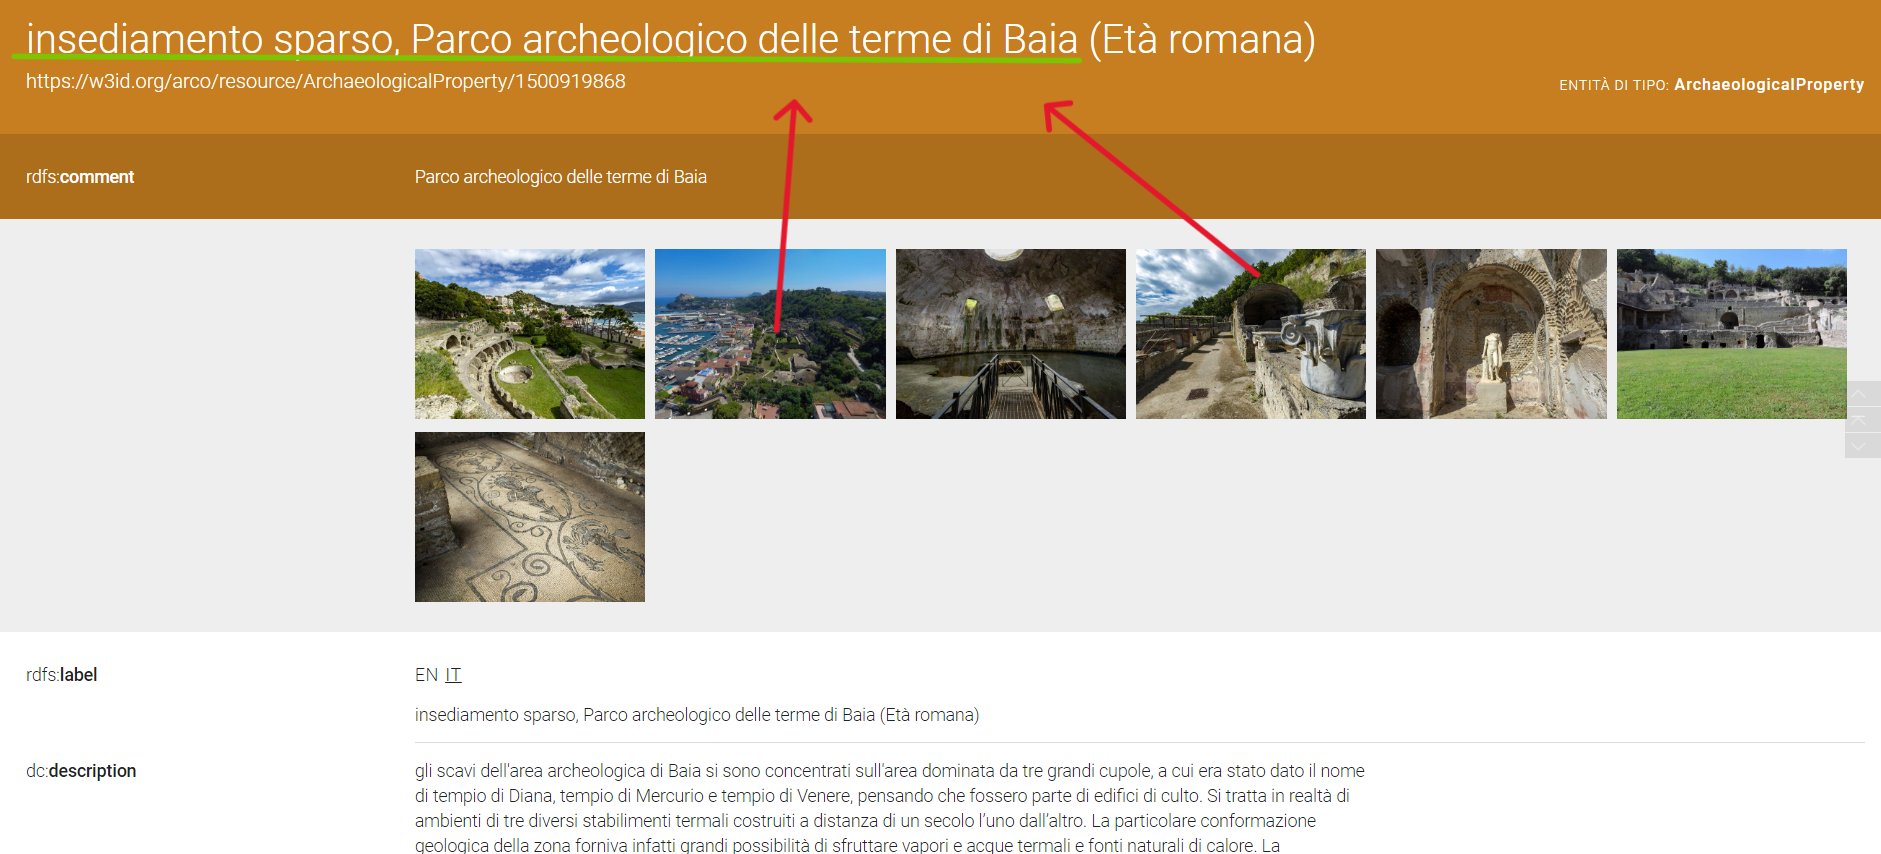 insediamento sparso, Parco archeologico delle terme di Baia (Età romana)
https://w3id.org/arco/resource/ArchaeologicalProperty/1500919868
ENTITÀ DI TIPO: ArchaeologicalProperty
rdfs:comment
Parco archeologico delle terme di Baia
rdfs:label
EN IT
insediamento sparso, Parco archeologico delle terme di Baia (Età romana)
dc:description
gli scavi dell'area archeologica di Baia si sono concentrati sull'area dominata da tre grandi cupole, a cui era stato dato il nome
di tempio di Diana, tempio di Mercurio e tempio di Venere, pensando che fossero parte di edifici di culto. Si tratta in realtà di
ambienti di tre diversi stabilimenti termali costruiti a distanza di un secolo l’uno dall’altro. La particolare conformazione
geologica della zona forniva infatti grandi possibilità di sfruttare vapori e acque termali e fonti naturali di calore. La